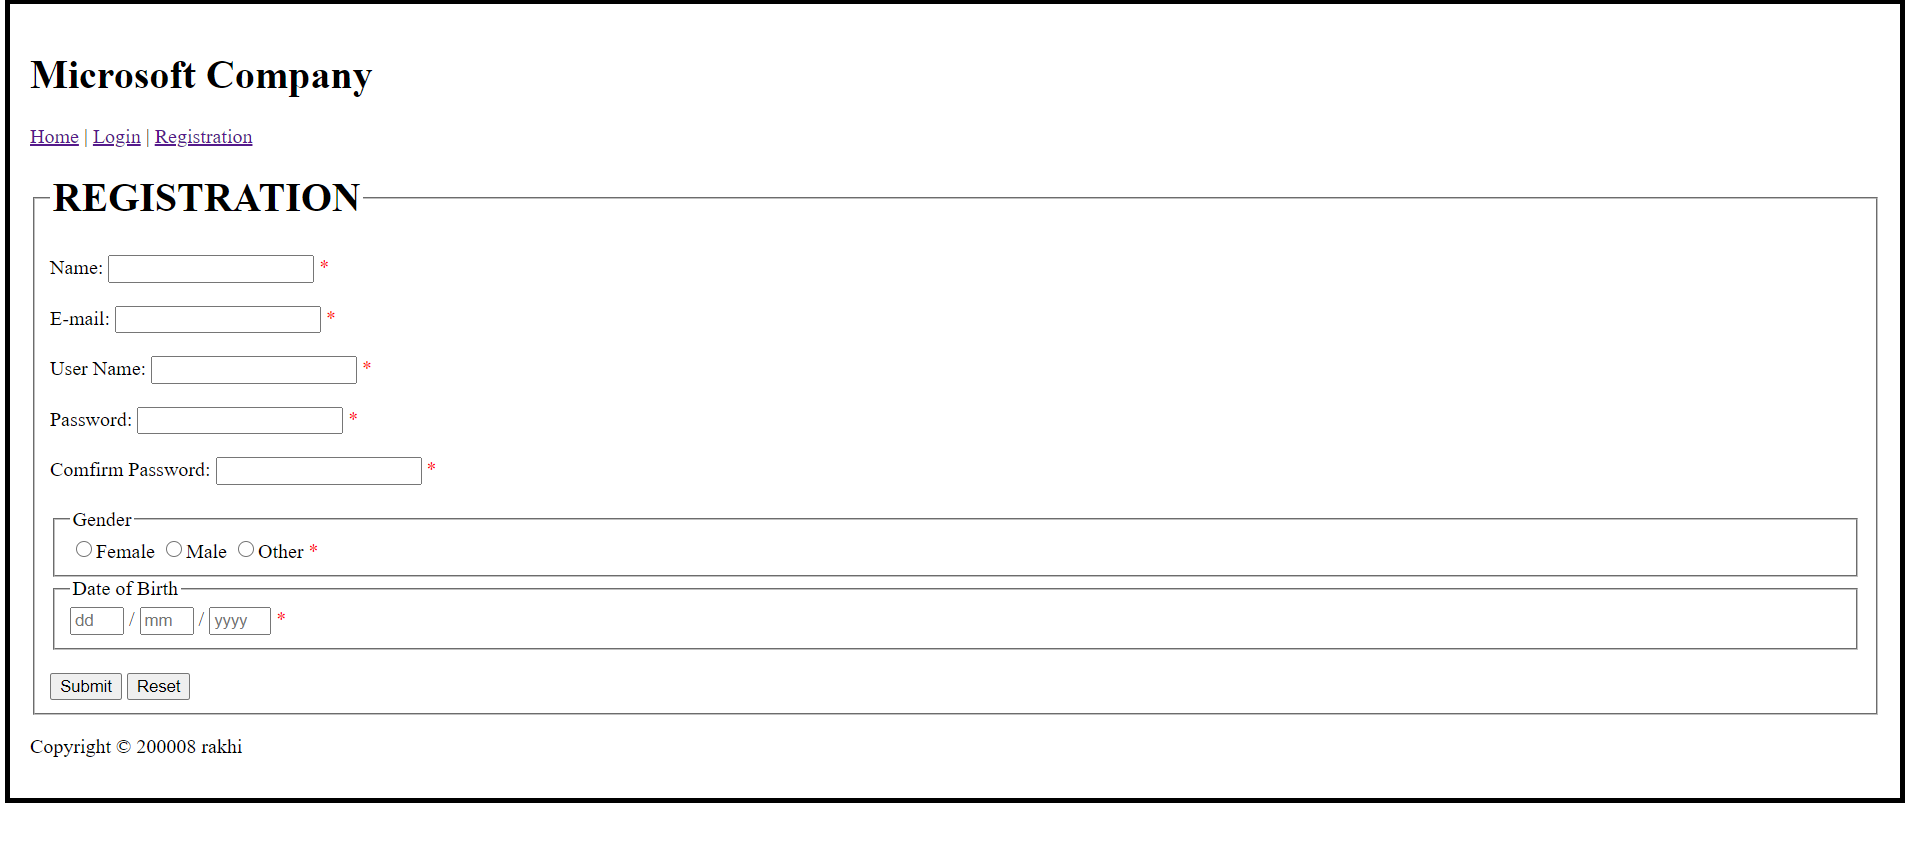 Microsoft Company
Home | Login | Registration
REGISTRATION
Name: *
E-mail: *
User Name: *
Password: *
Comfirm Password: *
Gender
Female Male Other *
Date of Birth
dd / mm / yyyy *
Submit Reset
Copyright © 200008 rakhi